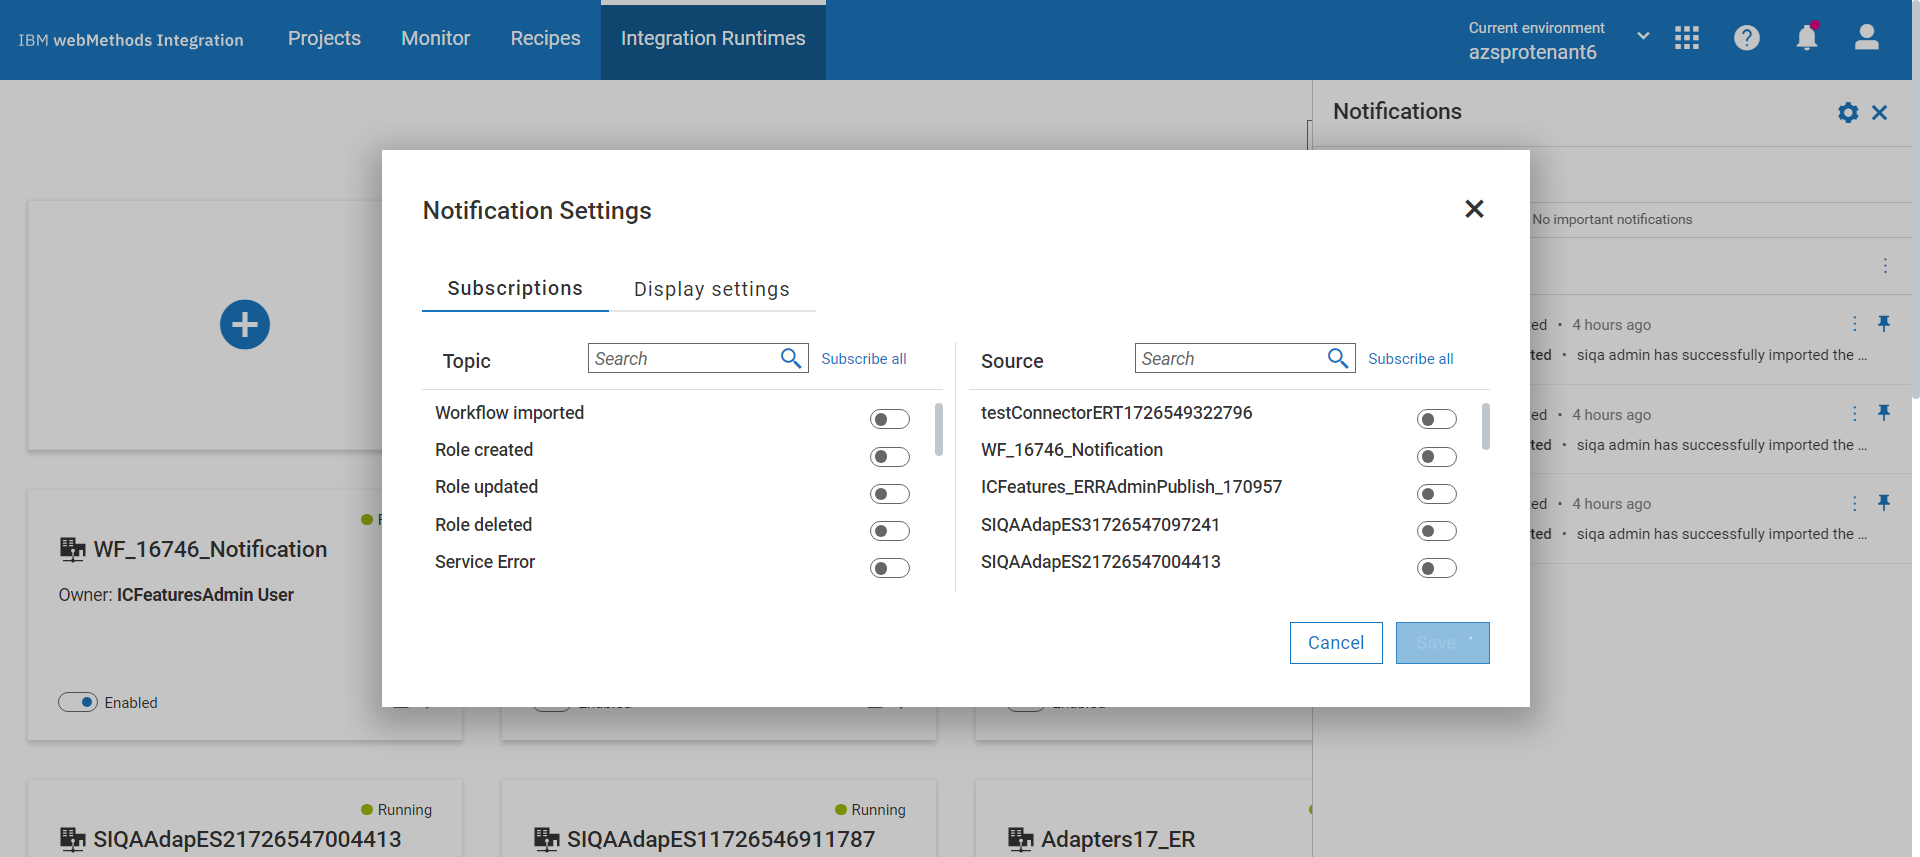 IBM webMethods Integration
Projects
Monitor
Recipes
Integration Runtimes
Current environment
azsprotenant6
Notifications
No important notifications
ed • 4 hours ago
ted • siqa admin has successfully imported the ...
ed • 4 hours ago
ted • siqa admin has successfully imported the ...
ed • 4 hours ago
ted • siqa admin has successfully imported the ...
Notification Settings
Subscriptions
Display settings
Topic
Search
Subscribe all
Workflow imported
Role created
Role updated
Role deleted
Service Error
Source
Search
Subscribe all
testConnectorERT1726549322796
WF_16746_Notification
ICFeatures_ERRAdminPublish_170957
SIQAAdapES31726547097241
SIQAAdapES21726547004413
Cancel
Save
WF_16746_Notification
Owner: ICFeaturesAdmin User
Enabled
Running
SIQAAdapES21726547004413
Running
SIQAAdapES11726546911787
Adapters17_ER